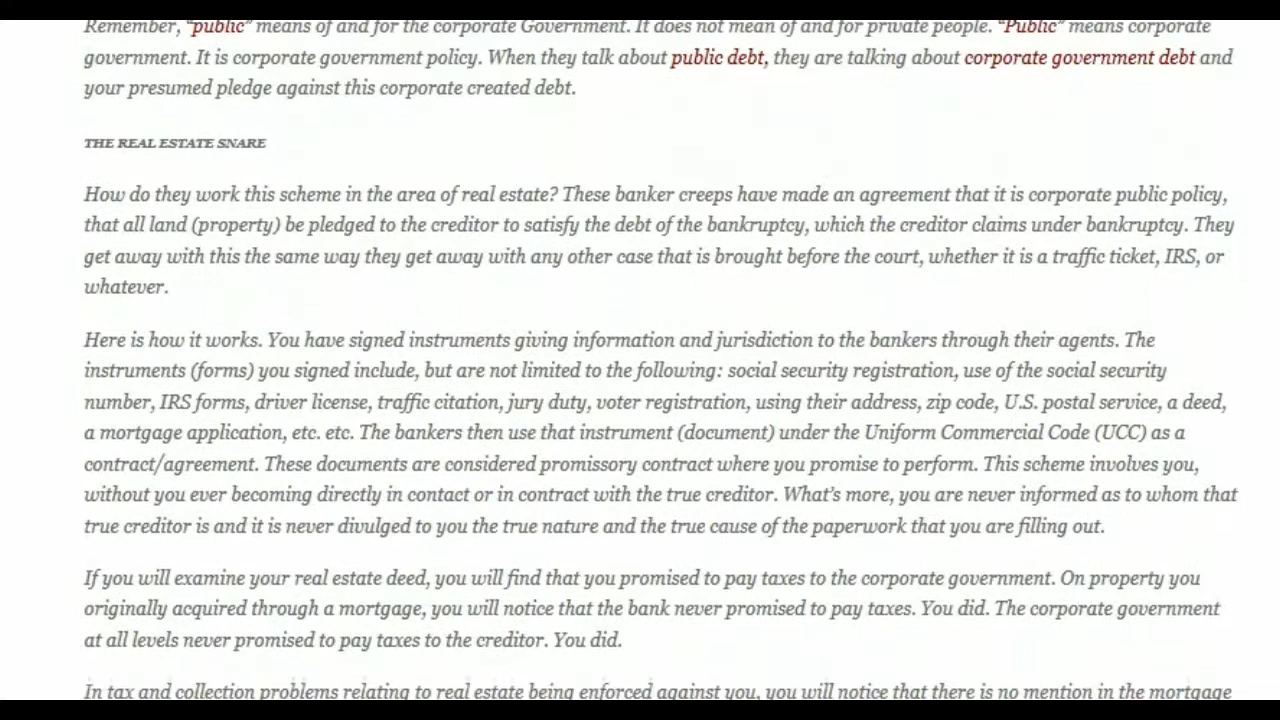 Remember, “public” means of and for the corporate Government. It does not mean of and for private people. “Public” means corporate
government. It is corporate government policy. When they talk about public debt, they are talking about corporate government debt and
your presumed pledge against this corporate created debt.
THE REAL ESTATE SNARE
How do they work this scheme in the area of real estate? These banker creeps have made an agreement that it is corporate public policy,
that all land (property) be pledged to the creditor to satisfy the debt of the bankruptcy, which the creditor claims under bankruptcy. They
get away with this the same way they get away with any other case that is brought before the court, whether it is a traffic ticket, IRS, or
whatever.
Here is how it works. You have signed instruments giving information and jurisdiction to the bankers through their agents. The
instruments (forms) you signed include, but are not limited to the following: social security registration, use of the social security
number, IRS forms, driver license, traffic citation, jury duty, voter registration, using their address, zip code, U.S. postal service, a deed,
a mortgage application, etc. etc. The bankers then use that instrument (document) under the Uniform Commercial Code (UCC) as a
contract/agreement. These documents are considered promissory contract where you promise to perform. This scheme involves you,
without you ever becoming directly in contact or in contract with the true creditor. What’s more, you are never informed as to whom that
true creditor is and it is never divulged to you the true nature and the true cause of the paperwork that you are filling out.
If you will examine your real estate deed, you will find that you promised to pay taxes to the corporate government. On property you
originally acquired through a mortgage, you will notice that the bank never promised to pay taxes. You did. The corporate government
at all levels never promised to pay taxes to the creditor. You did.
In tax and collection problems relating to real estate being enforced against you, you will notice that there is no mention in the mortgage